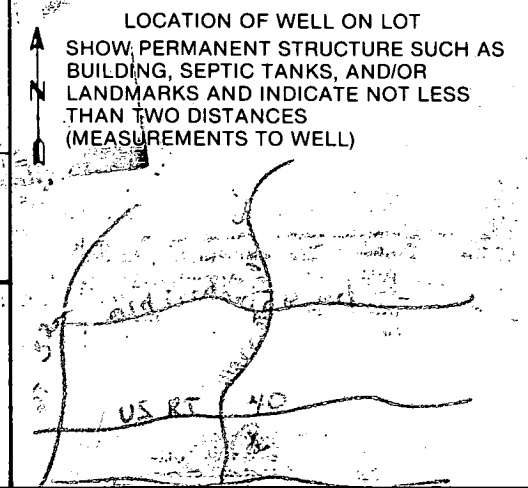 LOCATION OF WELL ON LOT
SHOW PERMANENT STRUCTURE SUCH AS
BUILDING, SEPTIC TANKS, AND/OR
N LANDMARKS AND INDICATE NOT LESS
THAN TWO DISTANCES
(MEASUREMENTS TO WELL)
old
US RT 40